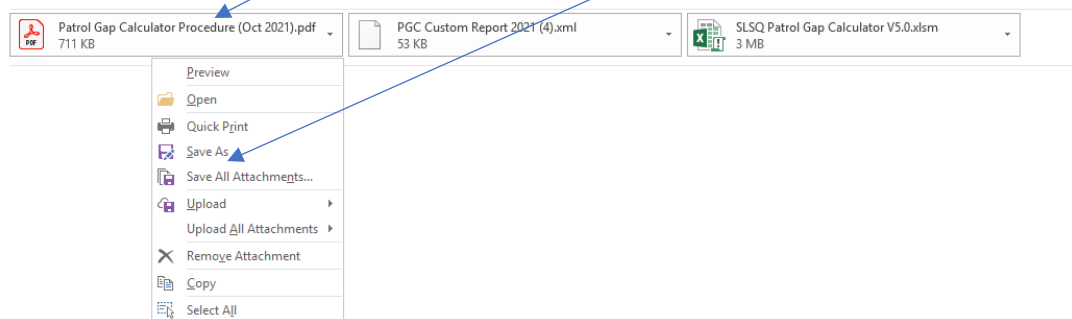 Patrol Gap Calculator Procedure (Oct 2021).pdf
711 KB
PGC Custom Report 2021 (4).xml
53 KB
SLSQ Patrol Gap Calculator V5.0.xlsm
3 MB
PDF
Preview
Open
Quick Print
Save As
Save All Attachments...
Upload
Upload All Attachments
Remove Attachment
Copy
Select All